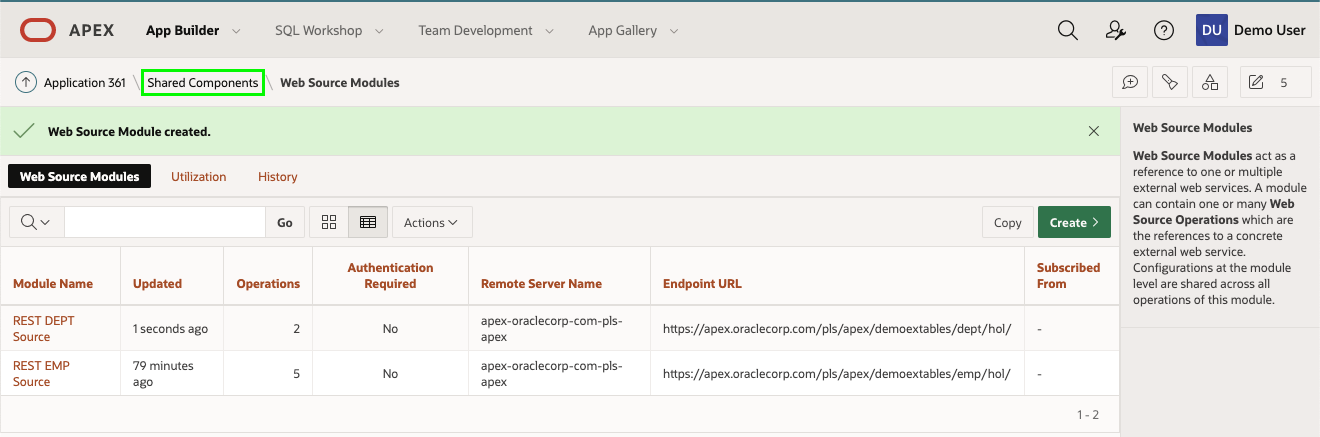 APEX App Builder SQL Workshop Team Development App Gallery DU Demo User
Application 361 \ Shared Components \ Web Source Modules 5
Web Source Module created.
Web Source Modules Utilization History
Go Actions Copy Create
Module Name Updated Operations Authentication Required Remote Server Name Endpoint URL Subscribed From
REST DEPT Source 1 seconds ago 2 No apex-oraclecorp-com-pls-apex https://apex.oraclecorp.com/pls/apex/demoextables/dept/hol/ -
REST EMP Source 79 minutes ago 5 No apex-oraclecorp-com-pls-apex https://apex.oraclecorp.com/pls/apex/demoextables/emp/hol/ -
1 - 2
Web Source Modules
Web Source Modules act as a
reference to one or multiple
external web services. A module
can contain one or many Web
Source Operations which are
the references to a concrete
external web service.
Configurations at the module
level are shared across all
operations of this module.